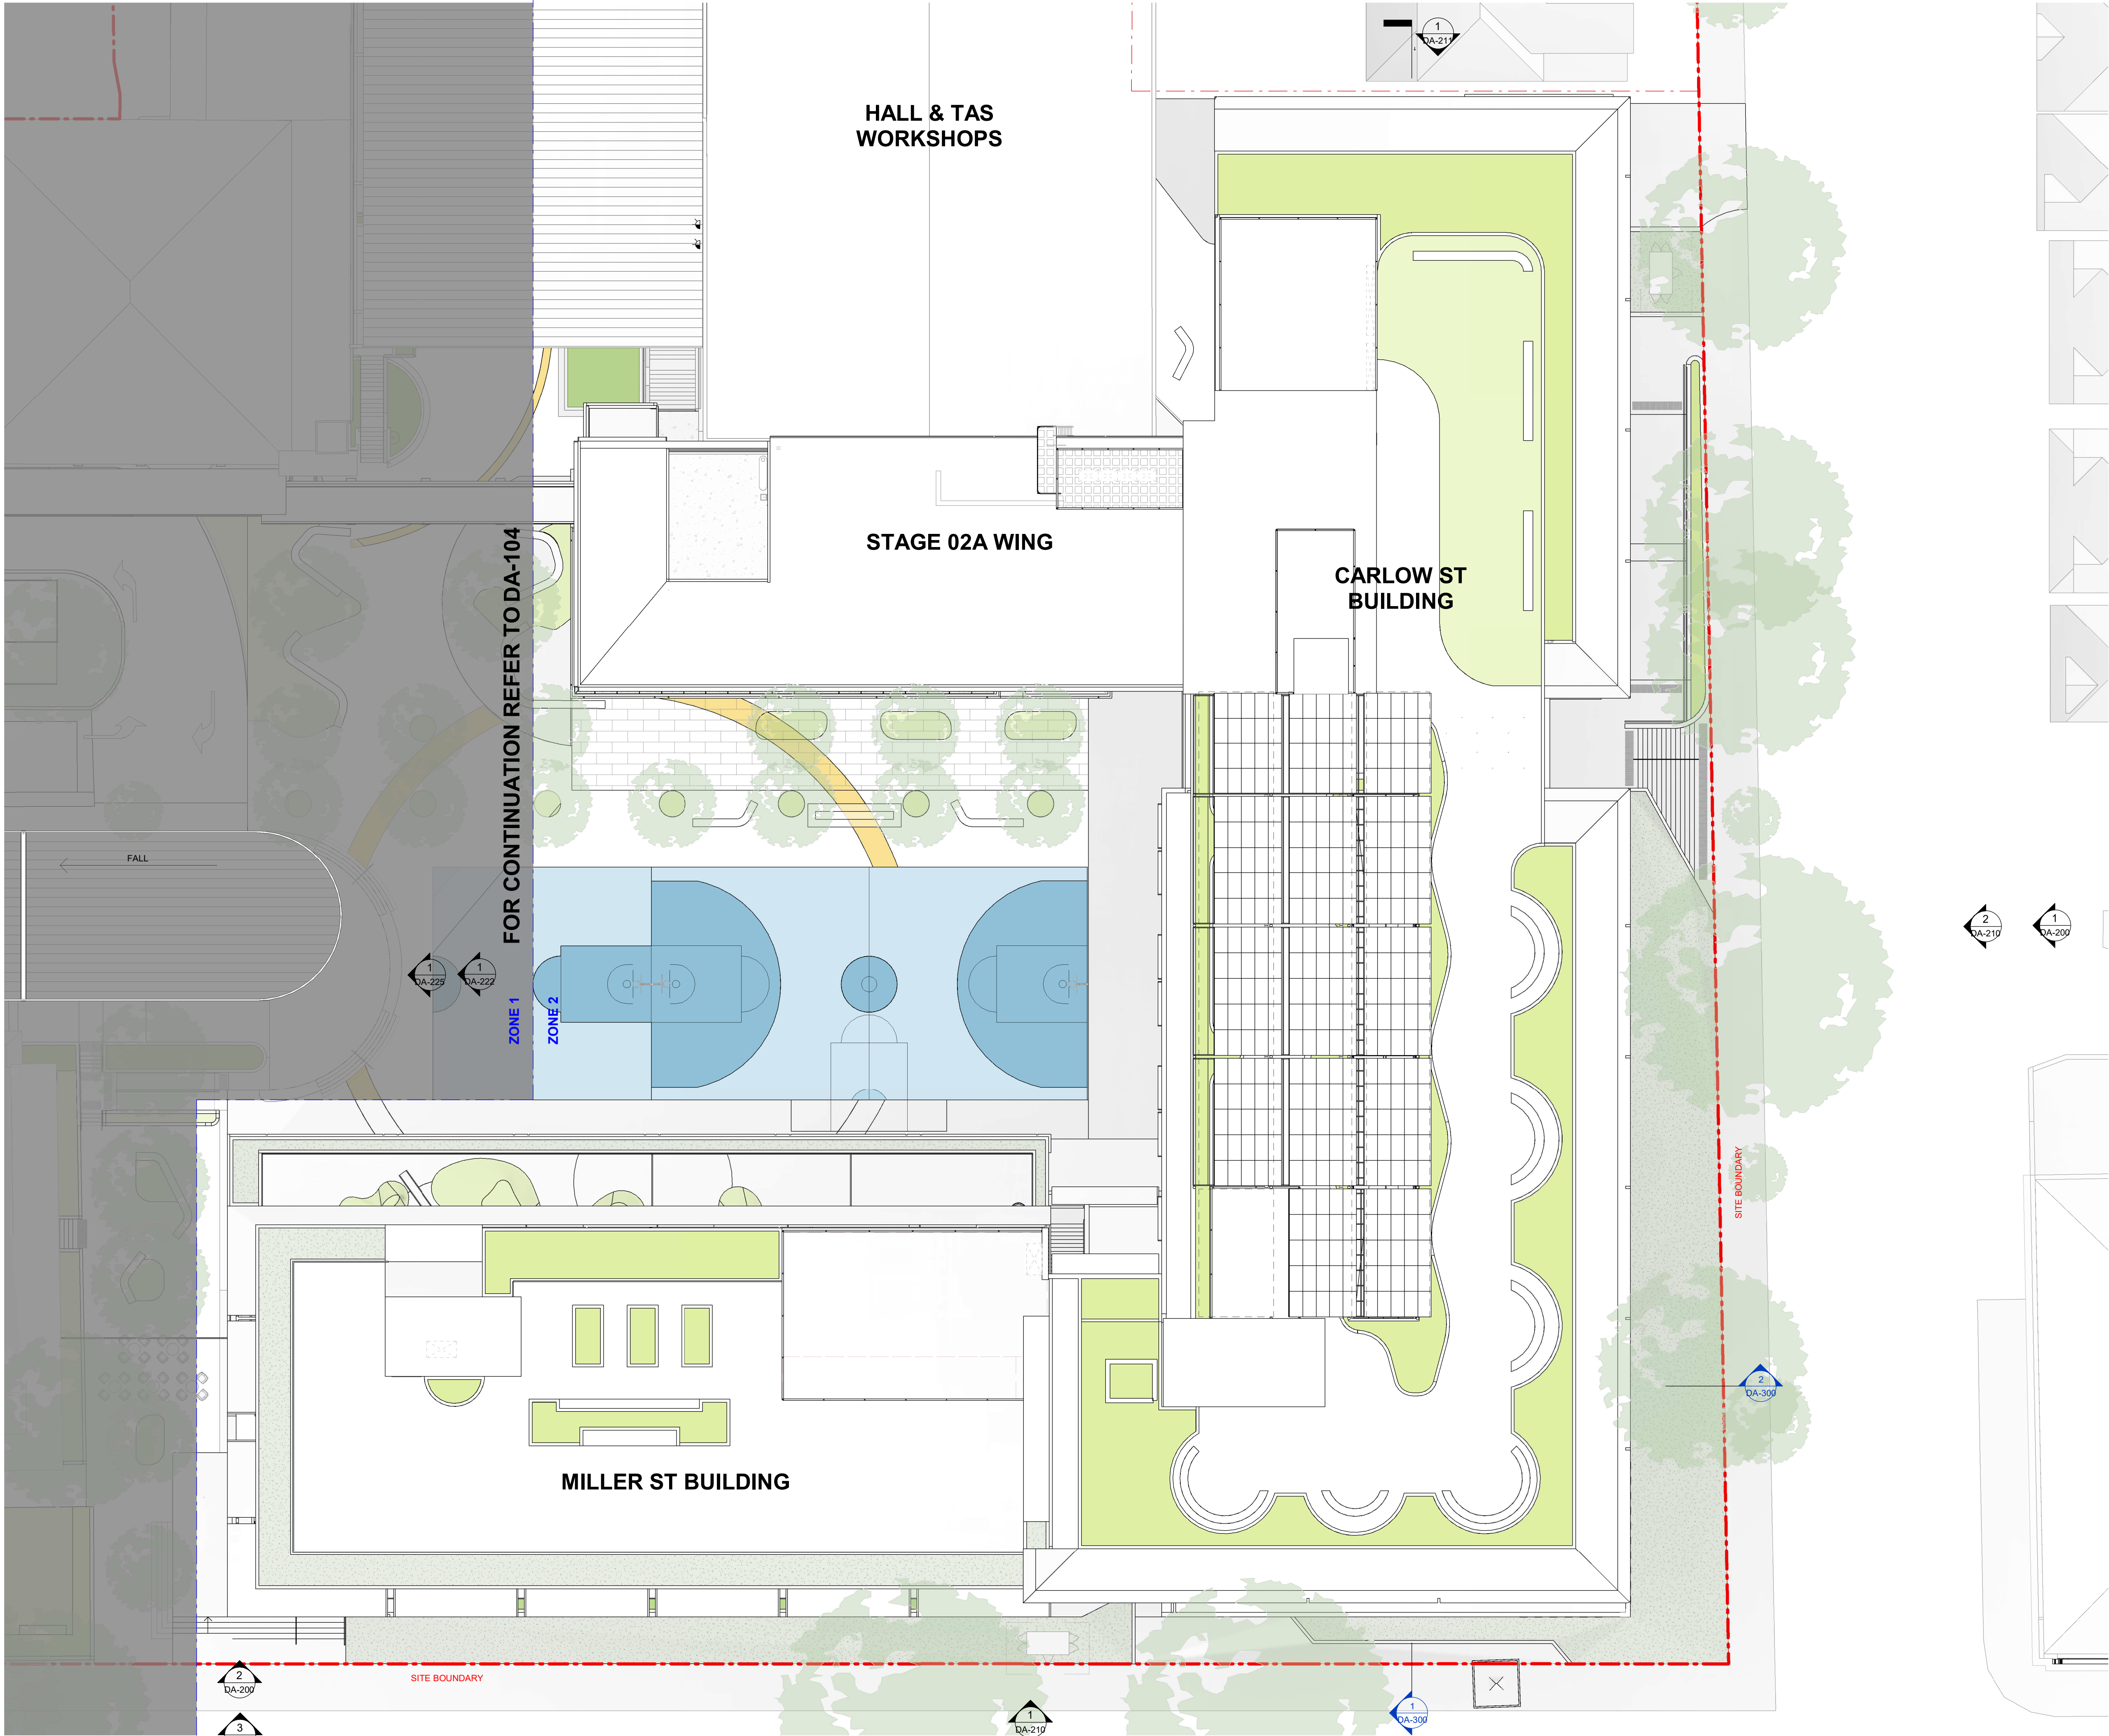 1
DA-211
HALL & TAS
WORKSHOPS
STAGE 02A WING
CARLOW ST
BUILDING
FOR CONTINUATION REFER TO DA-104
FALL
1
DA-225
1
DA-222
ZONE 1
ZONE 2
2
DA-210
1
DA-200
SITE BOUNDARY
2
DA-300
MILLER ST BUILDING
SITE BOUNDARY
2
DA-200
3
1
DA-210
1
DA-300